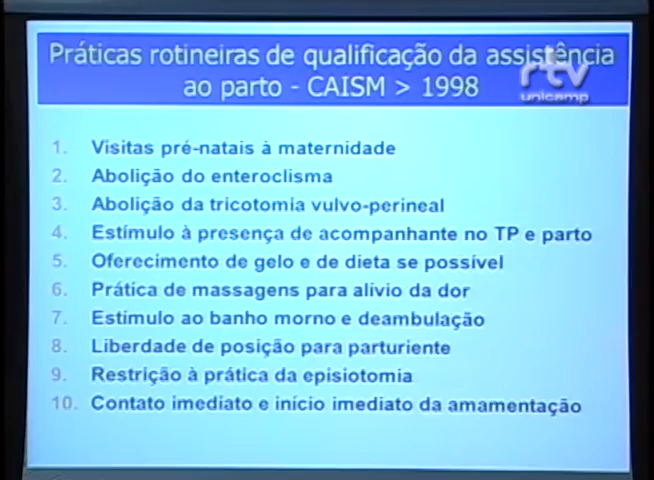 Práticas rotineiras de qualificação da assistência
ao parto - CAISM > 1998
rtv
unicamp
1. Visitas pré-natais à maternidade
2. Abolição do enteroclisma
3. Abolição da tricotomia vulvo-perineal
4. Estímulo à presença de acompanhante no TP e parto
5. Oferecimento de gelo e de dieta se possível
6. Prática de massagens para alívio da dor
7. Estímulo ao banho morno e deambulação
8. Liberdade de posição para parturiente
9. Restrição à prática da episiotomia
10. Contato imediato e início imediato da amamentação